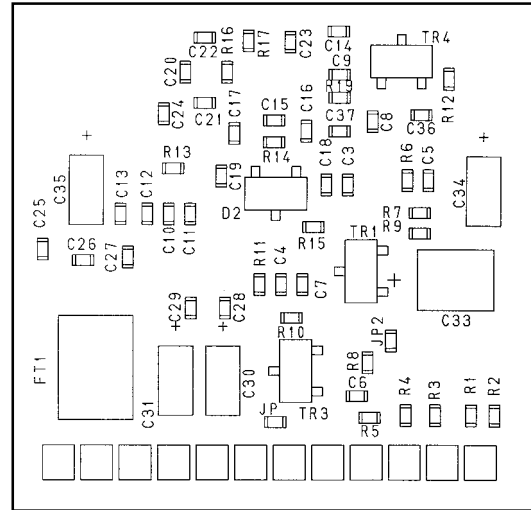 R16
R17
C23
C14
C22
TR4
C20
C9
R19
R12
C24
C21
C17
C15
C16
C37
C8
C36
+
+
R13
R14
C18
C3
R6
C5
C35
C13
C12
C19
C34
C25
C10
C11
D2
R15
R7
R9
TR1
C26
C27
R11
C4
C7
+
C33
C29
C28
+
+
R10
JP2
FT1
R8
C31
C30
C6
JP
TR3
R5
R4
R3
R1
R2